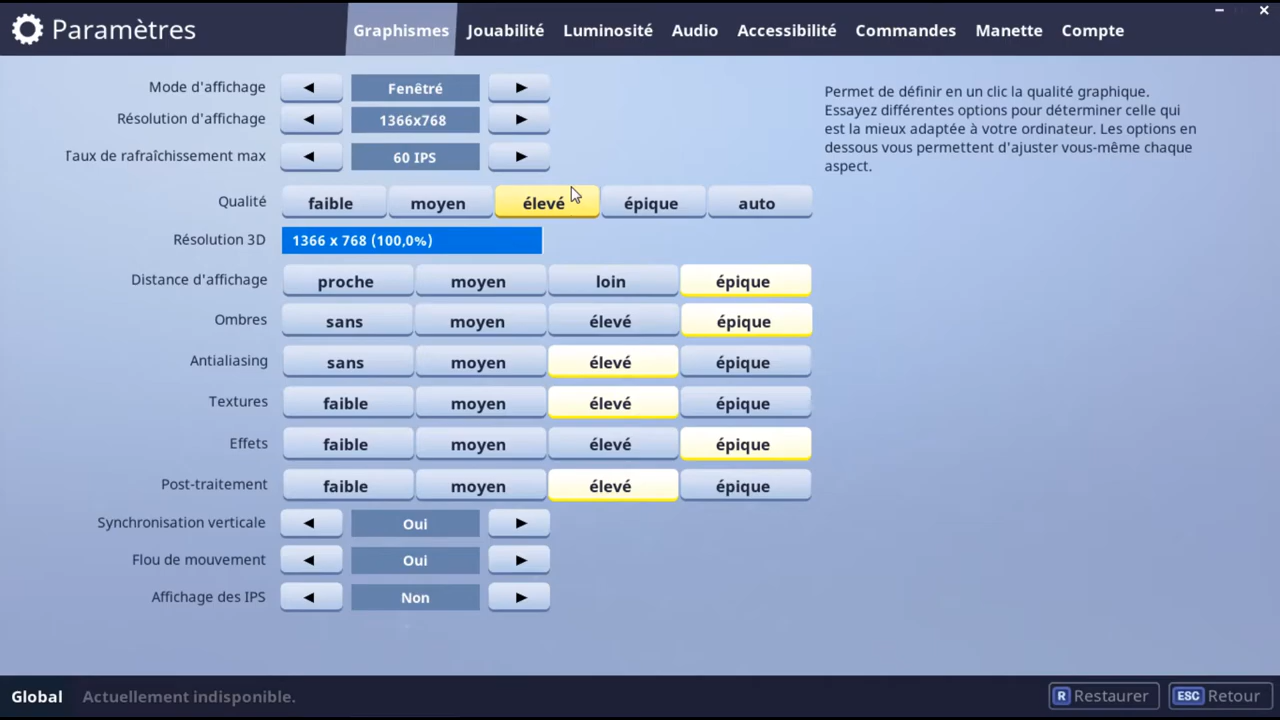 Paramètres
Graphismes Jouabilité Luminosité Audio Accessibilité Commandes Manette Compte
Mode d'affichage ◄ Fenêtré ►
Résolution d'affichage ◄ 1366x768 ►
Taux de rafraîchissement max ◄ 60 IPS ►
Qualité faible moyen élevé épique auto
Résolution 3D 1366 x 768 (100,0%)
Distance d'affichage proche moyen loin épique
Ombres sans moyen élevé épique
Antialiasing sans moyen élevé épique
Textures faible moyen élevé épique
Effets faible moyen élevé épique
Post-traitement faible moyen élevé épique
Synchronisation verticale ◄ Oui ►
Flou de mouvement ◄ Oui ►
Affichage des IPS ◄ Non ►
Permet de définir en un clic la qualité graphique.
Essayez différentes options pour déterminer celle qui
est la mieux adaptée à votre ordinateur. Les options en
dessous vous permettent d'ajuster vous-même chaque
aspect.
Global Actuellement indisponible.
R Restaurer ESC Retour